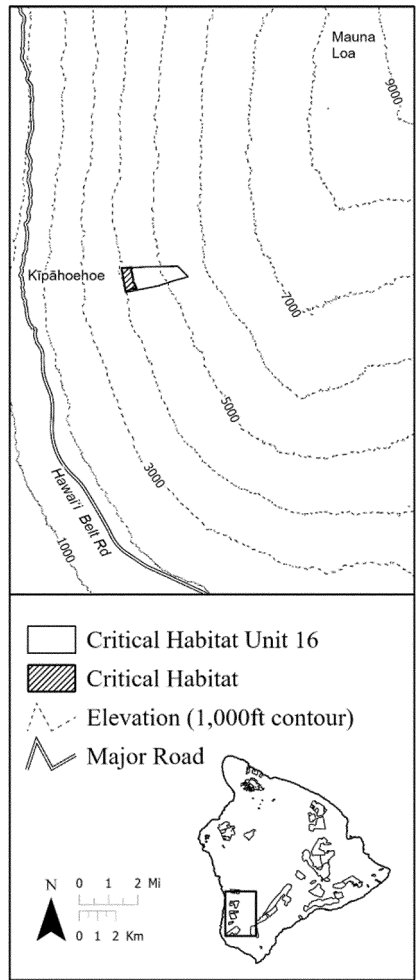 Mauna
Loa
9000
Kīpāhoehoe
7000
5000
3000
Hawai'i Belt Rd
1000
Critical Habitat Unit 16
Critical Habitat
Elevation (1,000ft contour)
Major Road
N
0 1 2 Mi
0 1 2 Km